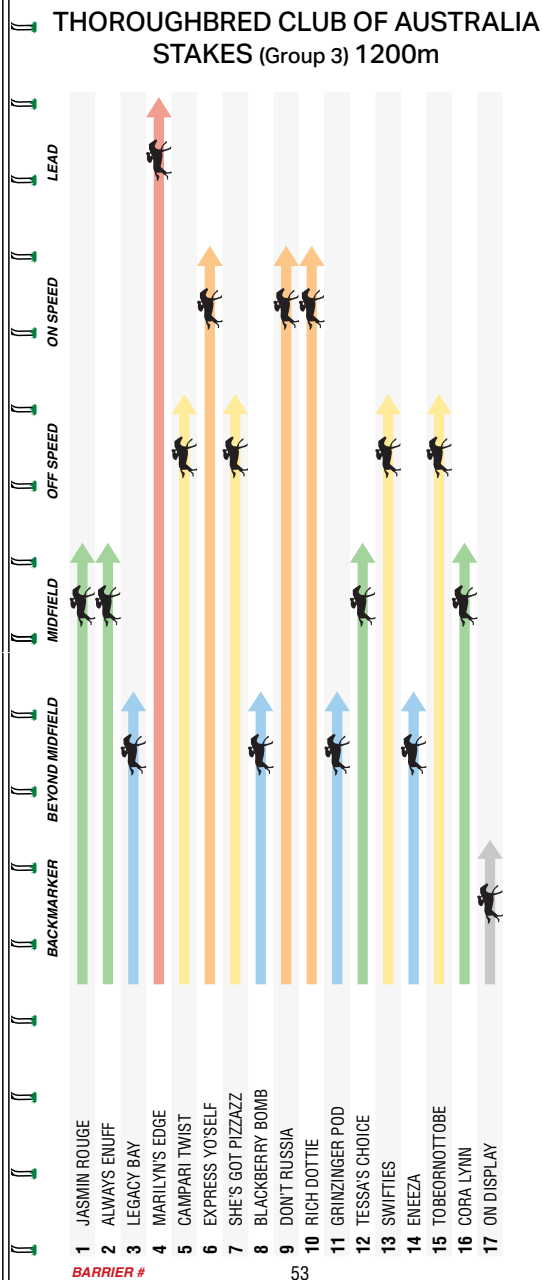 THOROUGHBRED CLUB OF AUSTRALIA
STAKES (Group 3) 1200m
LEAD
ON SPEED
OFF SPEED
MIDFIELD
BEYOND MIDFIELD
BACKMARKER
1 JASMIN ROUGE
2 ALWAYS ENUFF
3 LEGACY BAY
4 MARILYN'S EDGE
5 CAMPARI TWIST
6 EXPRESS YO'SELF
7 SHE'S GOT PIZZAZZ
8 BLACKBERRY BOMB
9 DON'T RUSSIA
10 RICH DOTTIE
11 GRINZINGER POD
12 TESSA'S CHOICE
13 SWIFTIES
14 ENEEZA
15 TOBEORNOTTOBE
16 CORA LYNN
17 ON DISPLAY
BARRIER #
53